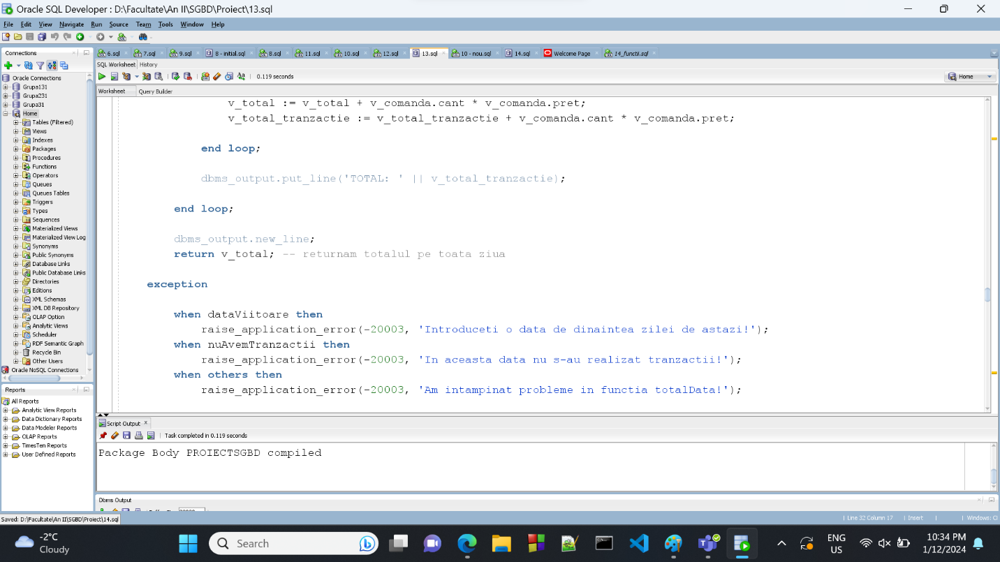 Oracle SQL Developer : D:\Facultate\An II\SGBD\Proiect\13.sql
File Edit View Navigate Run Source Team Tools Window Help
Connections
Oracle Connections
Grupa131
Grupa231
Grupa31
Home
Tables (Filtered)
Views
Indexes
Packages
Procedures
Functions
Operators
Queues
Queues Tables
Triggers
Types
Sequences
Materialized Views
Materialized View Log
Synonyms
Public Synonyms
Database Links
Public Database Links
Directories
Editions
XML Schemas
XML DB Repository
OLAP Option
Analytic Views
Scheduler
RDF Semantic Graph
Recycle Bin
Other Users
Oracle NoSQL Connections
Reports
All Reports
Analytic View Reports
Data Dictionary Reports
Data Modeler Reports
OLAP Reports
TimesTen Reports
User Defined Reports
6.sql 7.sql 9.sql 8 - initial.sql 8.sql 11.sql 10.sql 12.sql 13.sql 10 - nou.sql 14.sql Welcome Page 14_functii.sql
SQL Worksheet History
0.119 seconds
Home
Worksheet Query Builder
v_total := v_total + v_comanda.cant * v_comanda.pret;
v_total_tranzactie := v_total_tranzactie + v_comanda.cant * v_comanda.pret;
end loop;
dbms_output.put_line('TOTAL: ' || v_total_tranzactie);
end loop;
dbms_output.new_line;
return v_total; -- returnam totalul pe toata ziua
exception
when dataViitoare then
raise_application_error(-20003, 'Introduceti o data de dinaintea zilei de astazi!');
when nuAvemTranzactii then
raise_application_error(-20003, 'In aceasta data nu s-au realizat tranzactii!');
when others then
raise_application_error(-20003, 'Am intampinat probleme in functia totalData!');
Script Output
Task completed in 0.119 seconds
Package Body PROIECTSGBD compiled
Dbms Output
Saved: D:\Facultate\An II\SGBD\Proiect\14.sql
Line 32 Column 17 Insert Windows: Cl
-2°C
Cloudy
Search
ENG
US
10:34 PM
1/12/2024